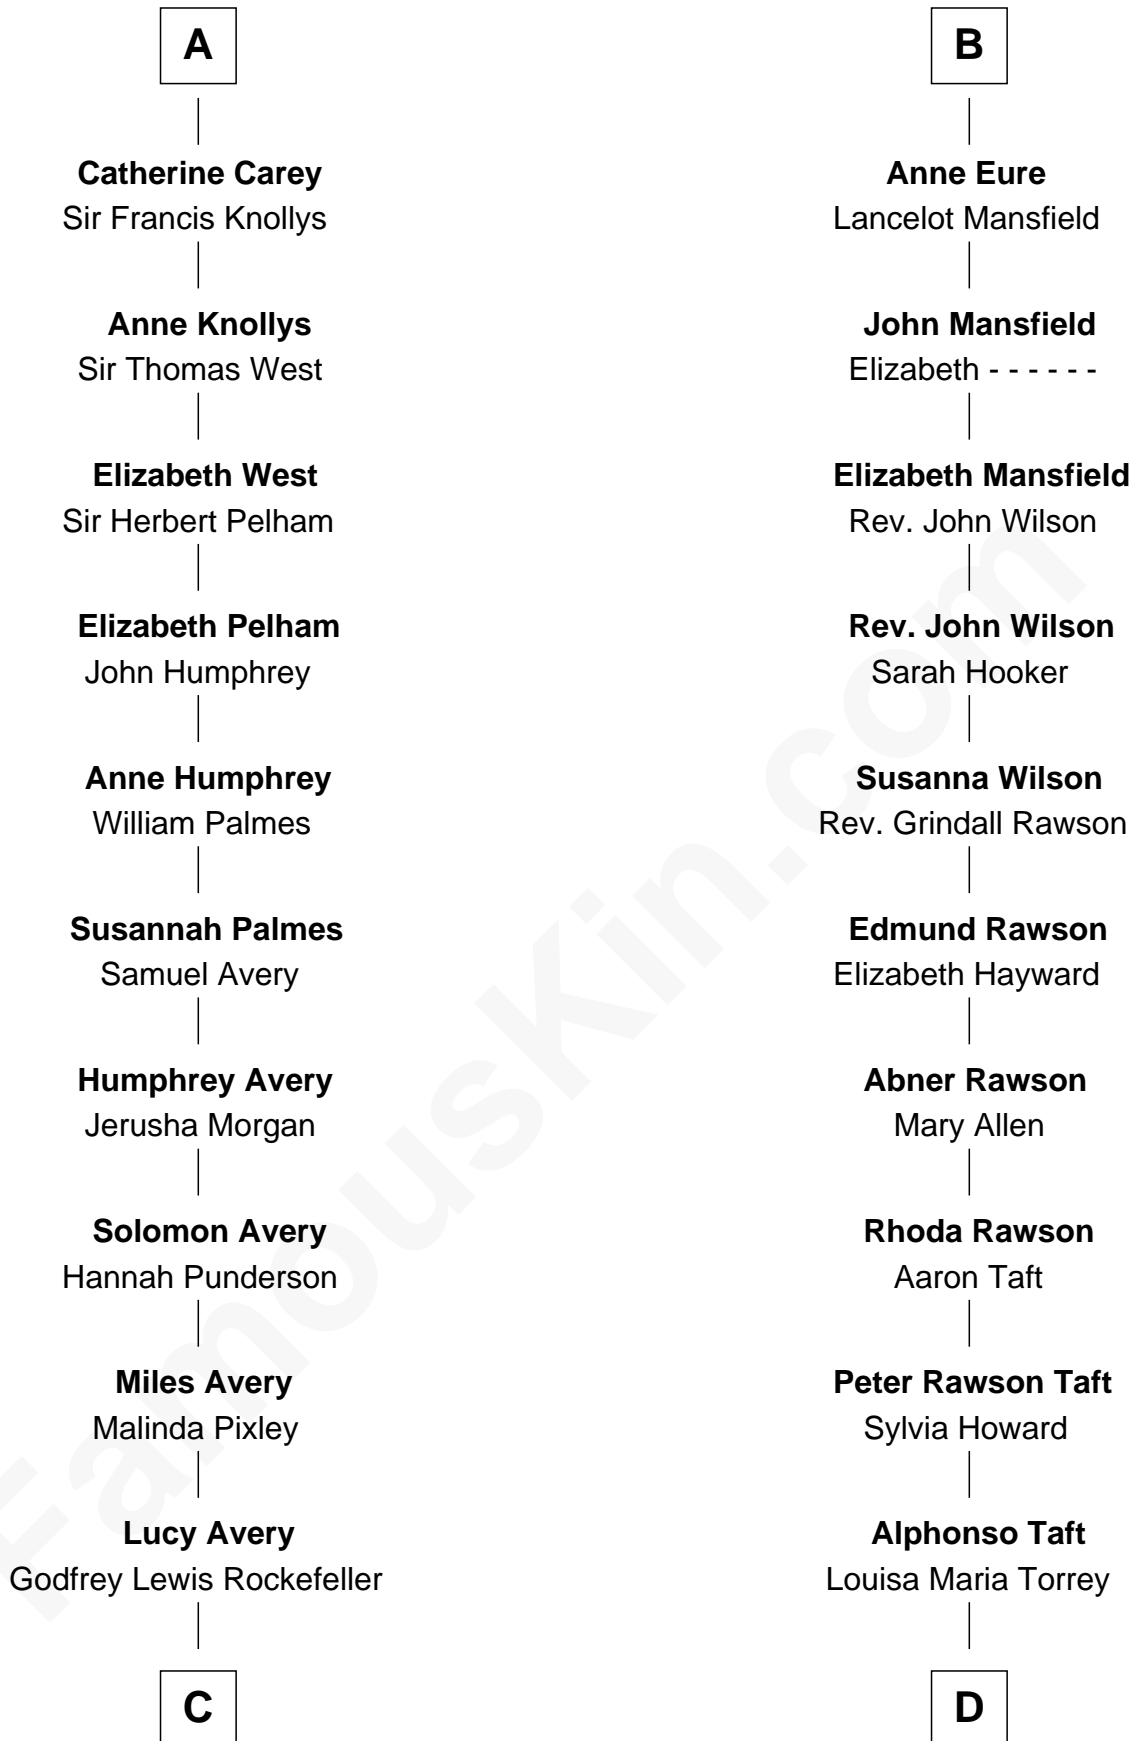 A
Catherine Carey
Sir Francis Knollys
Anne Knollys
Sir Thomas West
Elizabeth West
Sir Herbert Pelham
Elizabeth Pelham
John Humphrey
Anne Humphrey
William Palmes
Susannah Palmes
Samuel Avery
Humphrey Avery
Jerusha Morgan
Solomon Avery
Hannah Punderson
Miles Avery
Malinda Pixley
Lucy Avery
Godfrey Lewis Rockefeller
C
B
Anne Eure
Lancelot Mansfield
John Mansfield
Elizabeth - - - - - -
Elizabeth Mansfield
Rev. John Wilson
Rev. John Wilson
Sarah Hooker
Susanna Wilson
Rev. Grindall Rawson
Edmund Rawson
Elizabeth Hayward
Abner Rawson
Mary Allen
Rhoda Rawson
Aaron Taft
Peter Rawson Taft
Sylvia Howard
Alphonso Taft
Louisa Maria Torrey
D
FamousKin.com